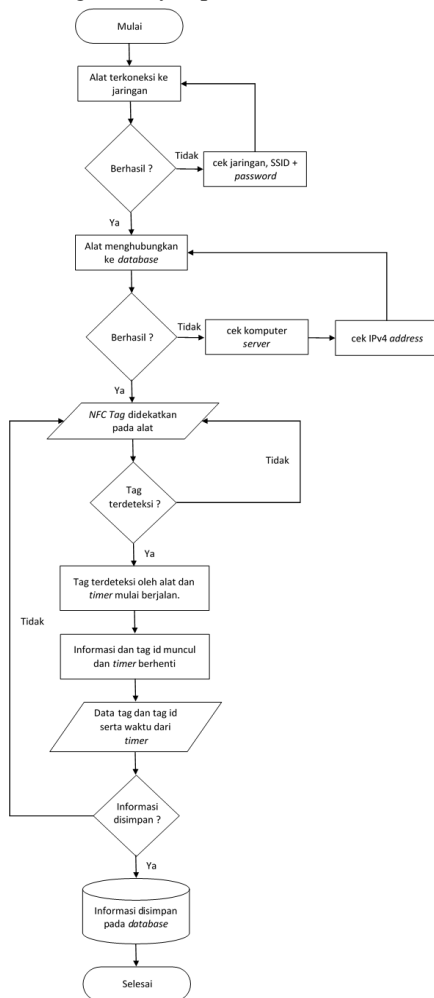 Mulai
Alat terkoneksi ke
jaringan
Berhasil ?
Tidak
cek jaringan, SSID +
password
Ya
Alat menghubungkan
ke database
Berhasil ?
Tidak
cek komputer
server
cek IPv4 address
Ya
NFC Tag didekatkan
pada alat
Tidak
Tag
terdeteksi ?
Ya
Tag terdeteksi oleh alat dan
timer mulai berjalan.
Tidak
Informasi dan tag id muncul
dan timer berhenti
Data tag dan tag id
serta waktu dari
timer
Informasi
disimpan ?
Ya
Informasi disimpan
pada database
Selesai